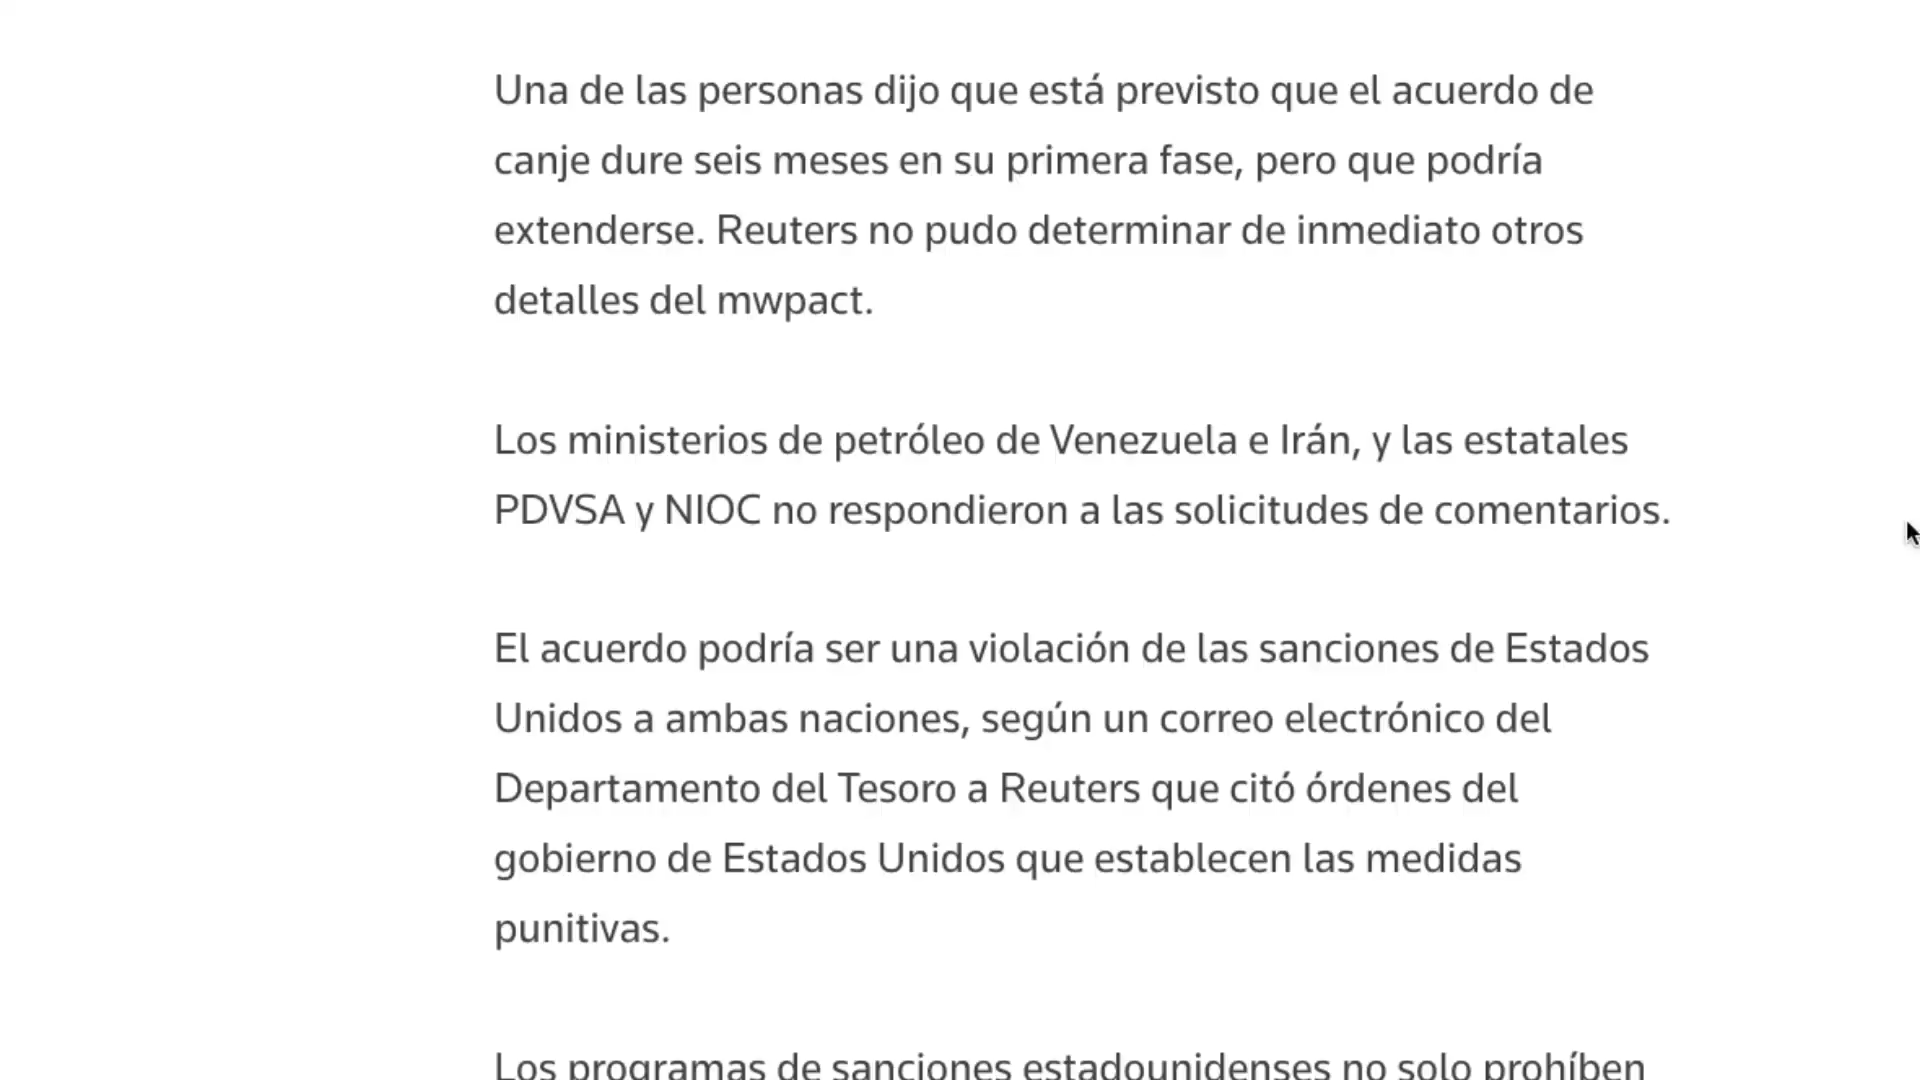 Una de las personas dijo que está previsto que el acuerdo de
canje dure seis meses en su primera fase, pero que podría
extenderse. Reuters no pudo determinar de inmediato otros
detalles del mwpact.
Los ministerios de petróleo de Venezuela e Irán, y las estatales
PDVSA y NIOC no respondieron a las solicitudes de comentarios.
El acuerdo podría ser una violación de las sanciones de Estados
Unidos a ambas naciones, según un correo electrónico del
Departamento del Tesoro a Reuters que citó órdenes del
gobierno de Estados Unidos que establecen las medidas
punitivas.
Los programas de sanciones estadounidenses no solo prohíben